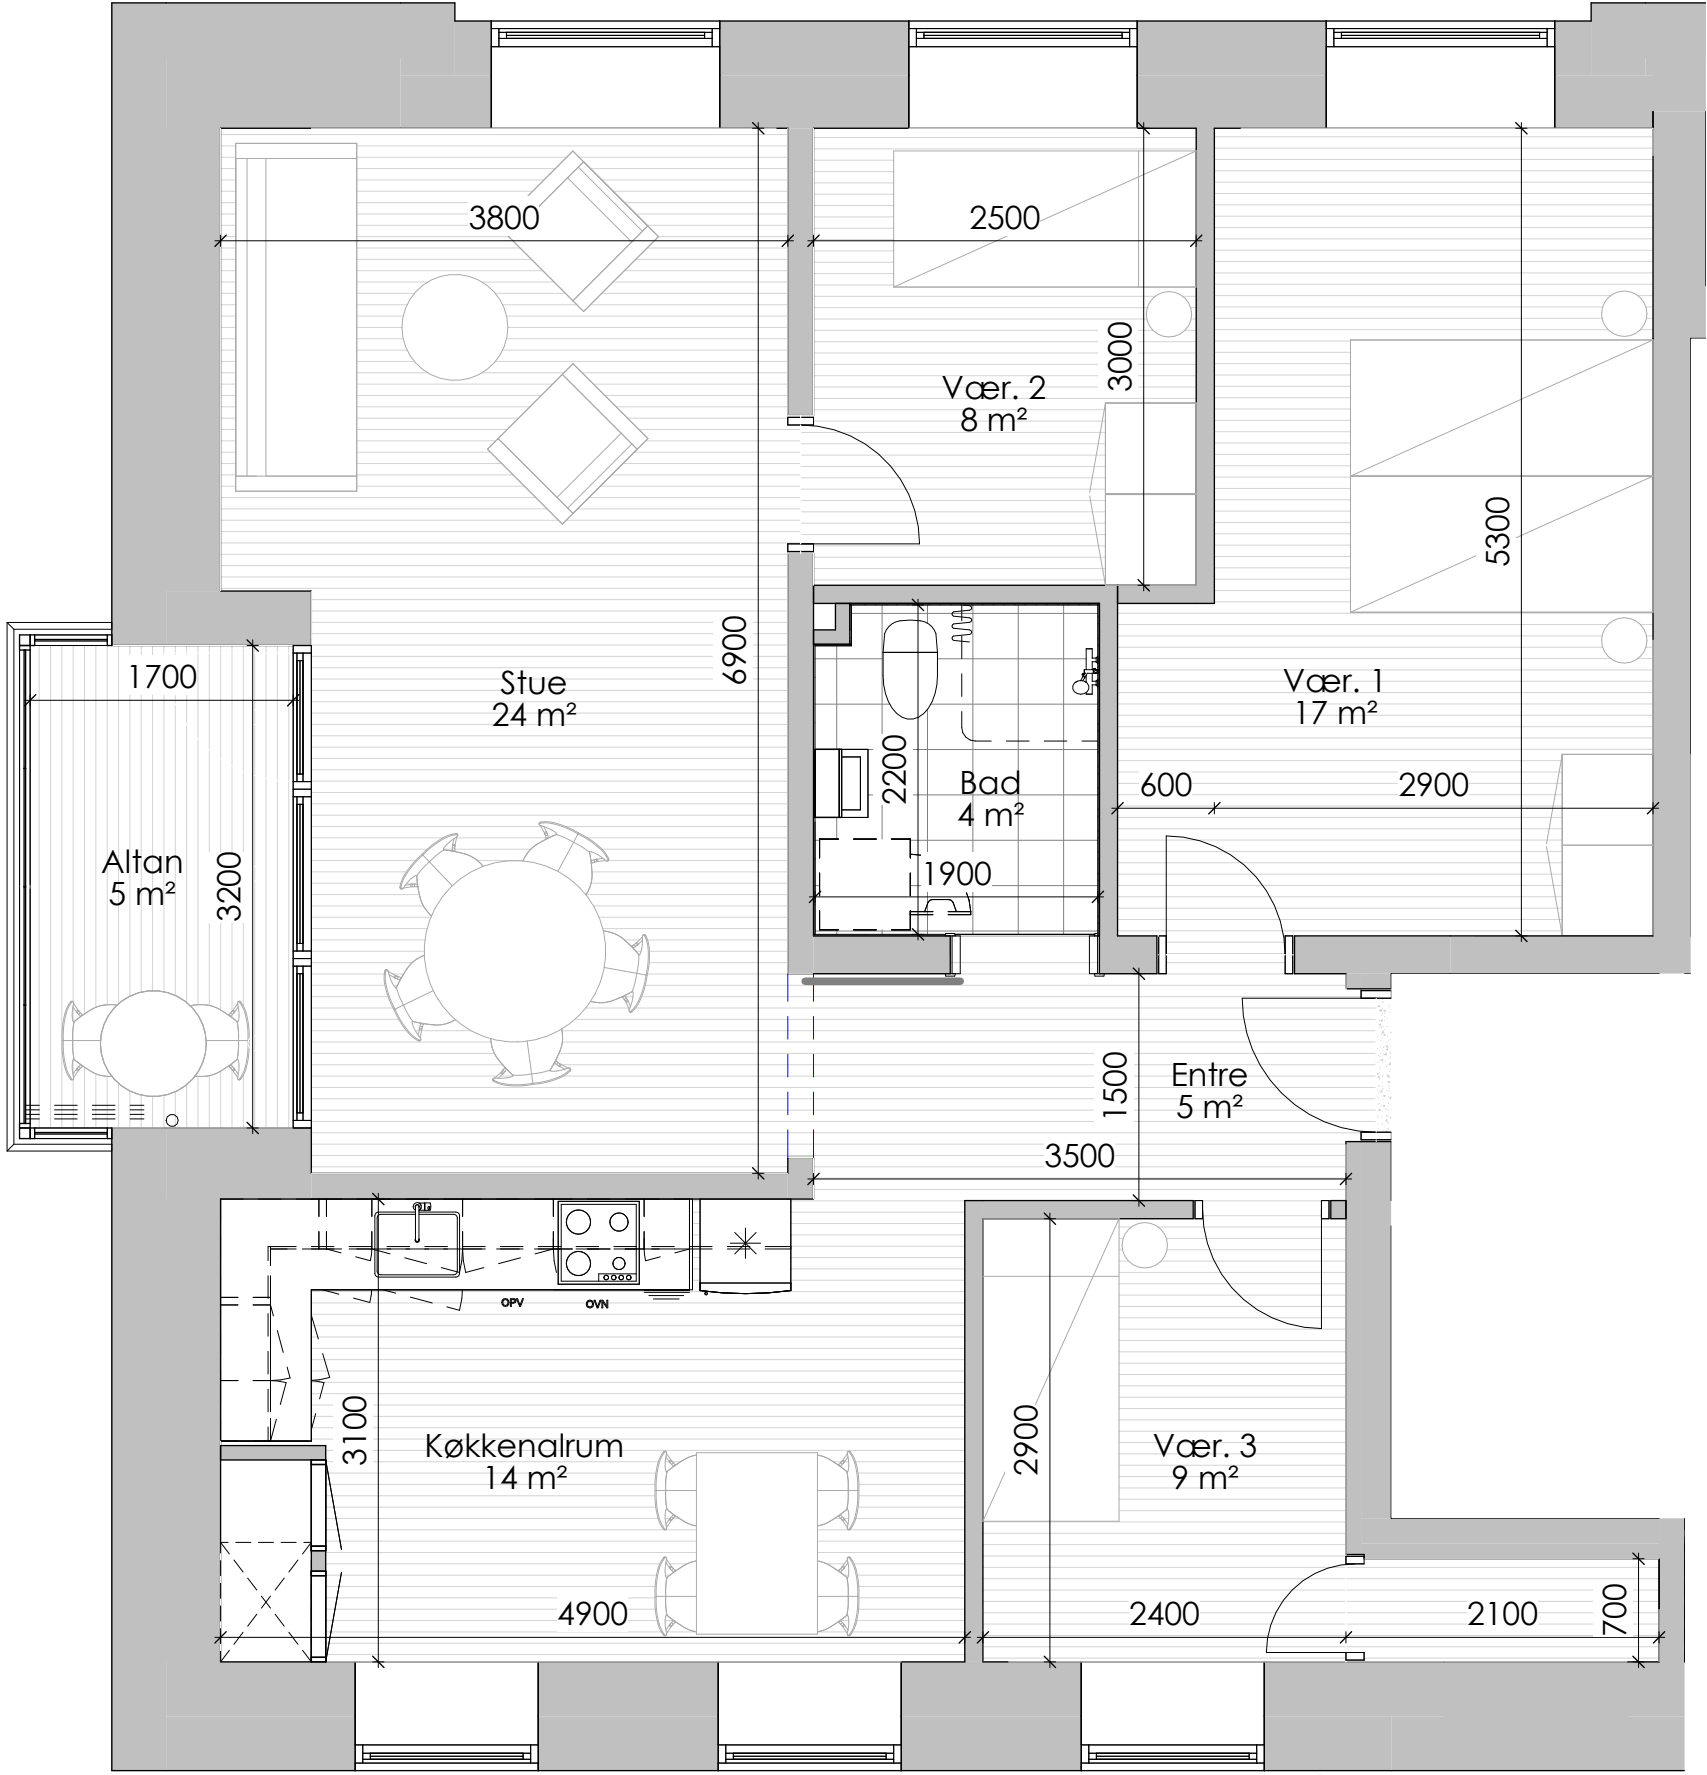 3800
2500
3000
Vær. 2
8 m²
5300
6900
1700
Stue
24 m²
Vær. 1
17 m²
2200
Bad
4 m²
600
2900
Altan
5 m²
3200
1900
1500
Entre
5 m²
3500
OPV
OVN
3100
Køkkenalrum
14 m²
2900
Vær. 3
9 m²
4900
2400
2100
700